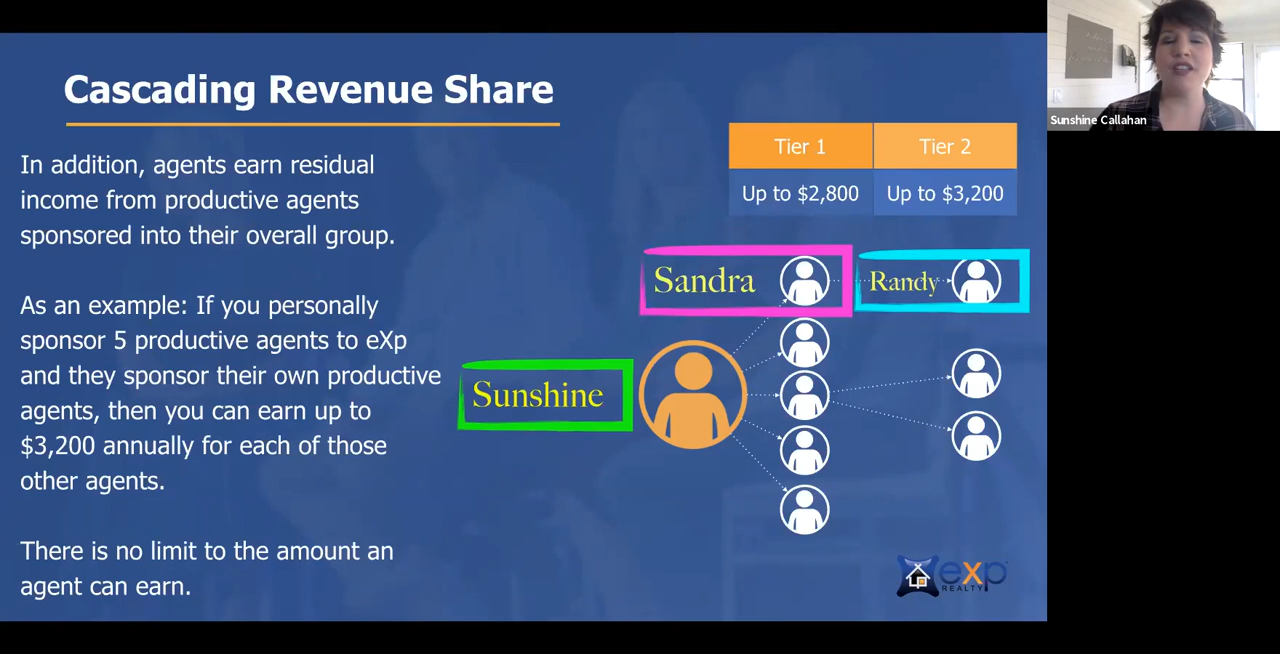 Cascading Revenue Share
In addition, agents earn residual
income from productive agents
sponsored into their overall group.
As an example: If you personally
sponsor 5 productive agents to eXp
and they sponsor their own productive
agents, then you can earn up to
$3,200 annually for each of those
other agents.
There is no limit to the amount an
agent can earn.
Tier 1 Tier 2
Up to $2,800 Up to $3,200
Sandra Randy
Sunshine
eXp
REALTY
Sunshine Callahan